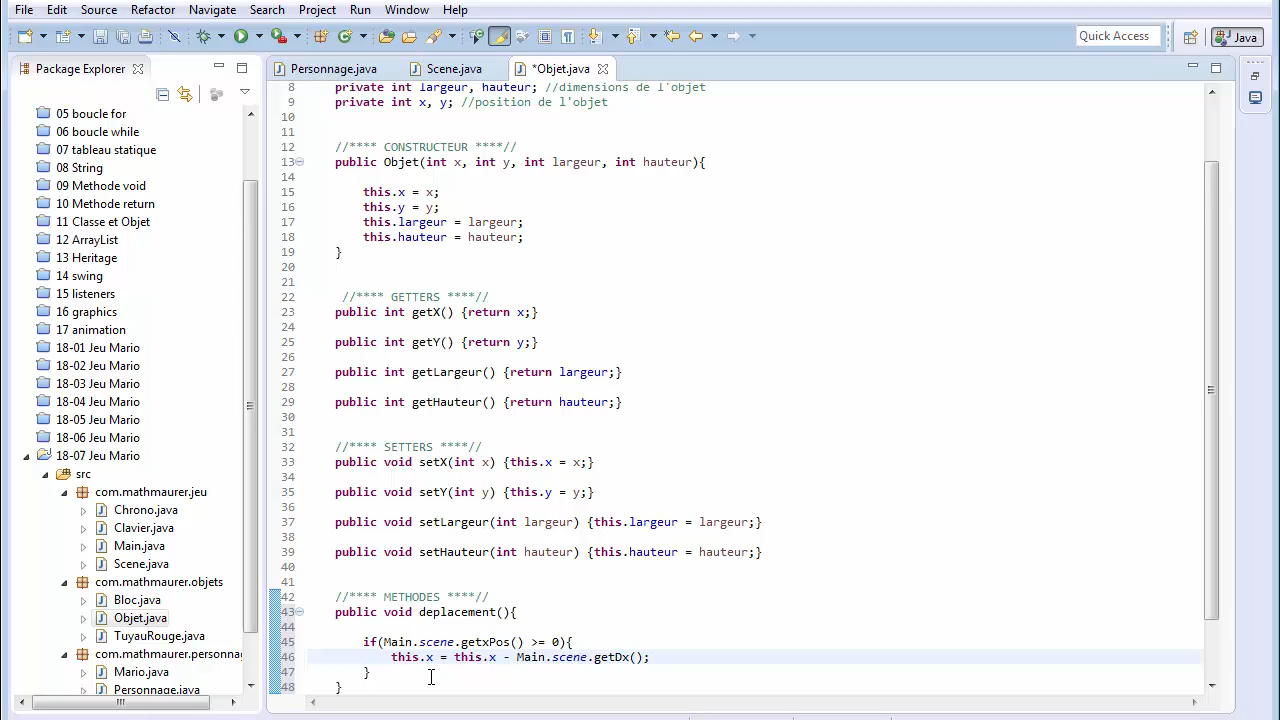 File Edit Source Refactor Navigate Search Project Run Window Help
Quick Access Java
Package Explorer
05 boucle for
06 boucle while
07 tableau statique
08 String
09 Methode void
10 Methode return
11 Classe et Objet
12 ArrayList
13 Heritage
14 swing
15 listeners
16 graphics
17 animation
18-01 Jeu Mario
18-02 Jeu Mario
18-03 Jeu Mario
18-04 Jeu Mario
18-05 Jeu Mario
18-06 Jeu Mario
18-07 Jeu Mario
src
com.mathmaurer.jeu
Chrono.java
Clavier.java
Main.java
Scene.java
com.mathmaurer.objets
Bloc.java
Objet.java
TuyauRouge.java
com.mathmaurer.personna
Mario.java
Personnage.java
Personnage.java Scene.java *Objet.java
8 private int largeur, hauteur; //dimensions de l'objet
9 private int x, y; //position de l'objet
10
11
12 //**** CONSTRUCTEUR ****//
13 public Objet(int x, int y, int largeur, int hauteur){
14
15 this.x = x;
16 this.y = y;
17 this.largeur = largeur;
18 this.hauteur = hauteur;
19 }
20
21
22 //**** GETTERS ****//
23 public int getX() {return x;}
24
25 public int getY() {return y;}
26
27 public int getLargeur() {return largeur;}
28
29 public int getHauteur() {return hauteur;}
30
31
32 //**** SETTERS ****//
33 public void setX(int x) {this.x = x;}
34
35 public void setY(int y) {this.y = y;}
36
37 public void setLargeur(int largeur) {this.largeur = largeur;}
38
39 public void setHauteur(int hauteur) {this.hauteur = hauteur;}
40
41
42 //**** METHODES ****//
43 public void deplacement(){
44
45 if(Main.scene.getxPos() >= 0){
46 this.x = this.x - Main.scene.getDx();
47 }
48 }